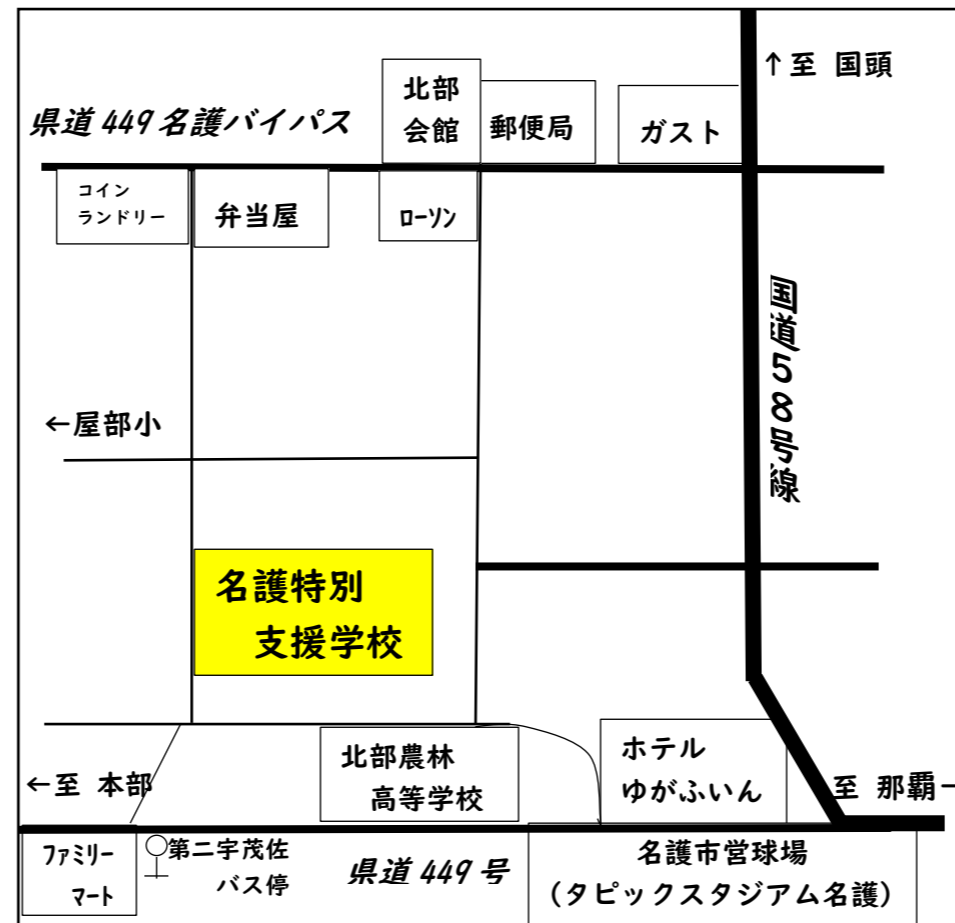 ↑至 国頭
北部
会館
郵便局
ガスト
県道449名護バイパス
コイン
ランドリー
弁当屋
ローソン
国道58号線
←屋部小
名護特別
支援学校
北部農林
高等学校
ホテル
ゆがふいん
←至 本部
至 那覇→
ファミリー
マート
第二宇茂佐
バス停
県道449号
名護市営球場
(タピックスタジアム名護)